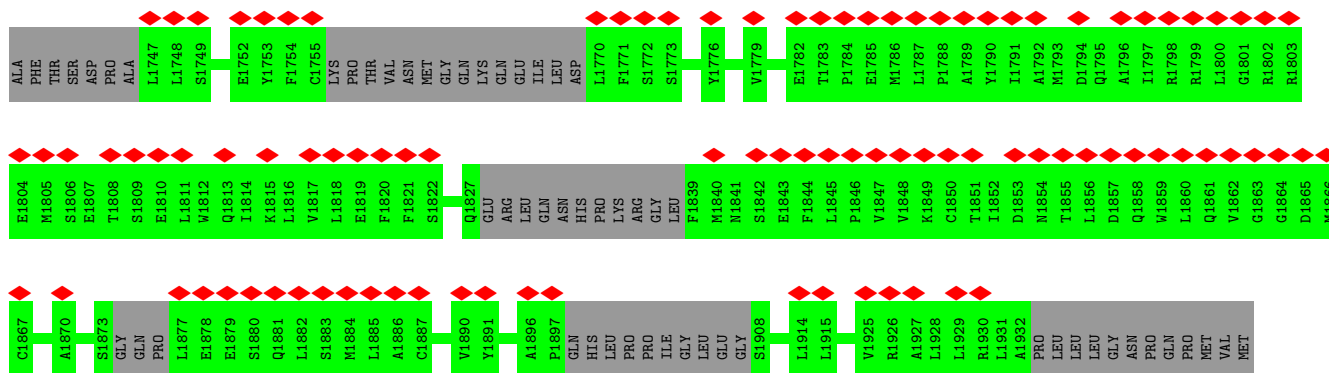 ALA PHE THR SER ASP PRO ALA L1747 L1748 S1749 E1752 Y1753 F1754 C1755 LYS PRO THR VAL ASN MET GLY GLN LYS GLN GLU ILE LEU ASP L1770 F1771 S1772 S1773 Y1776 V1779 E1782 T1783 P1784 E1785 M1786 L1787 P1788 A1789 Y1790 I1791 A1792 M1793 D1794 Q1795 A1796 I1797 R1798 R1799 L1800 G1801 R1802 R1803
E1804 M1805 S1806 E1807 T1808 S1809 E1810 L1811 W1812 Q1813 I1814 K1815 L1816 V1817 L1818 E1819 F1820 F1821 S1822 Q1827 GLU ARG LEU GLN ASN HIS PRO LYS ARG GLY LEU F1839 M1840 N1841 S1842 E1843 F1844 L1845 P1846 V1847 V1848 K1849 C1850 T1851 I1852 D1853 N1854 T1855 L1856 D1857 Q1858 W1859 L1860 Q1861 V1862 G1863 G1864 D1865 M1866
C1867 A1870 S1873 GLY GLN PRO L1877 E1878 E1879 S1880 Q1881 L1882 S1883 M1884 L1885 A1886 C1887 V1890 Y1891 A1896 P1897 GLN HIS LEU PRO PRO ILE GLY LEU GLU GLY S1908 L1914 L1915 V1925 R1926 A1927 L1928 L1929 R1930 L1931 A1932 PRO LEU LEU LEU GLY ASN PRO GLN PRO MET VAL MET